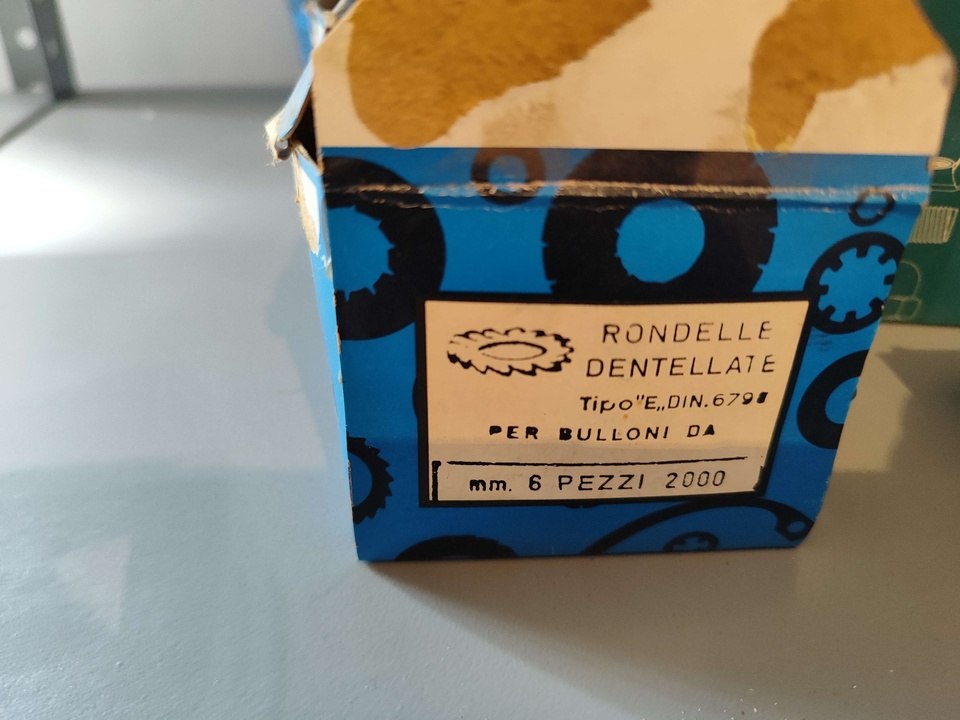 RONDELLE
DENTELLATE
Tipo"E„DIN.6798
PER BULLONI DA
mm. 6 PEZZI 2000